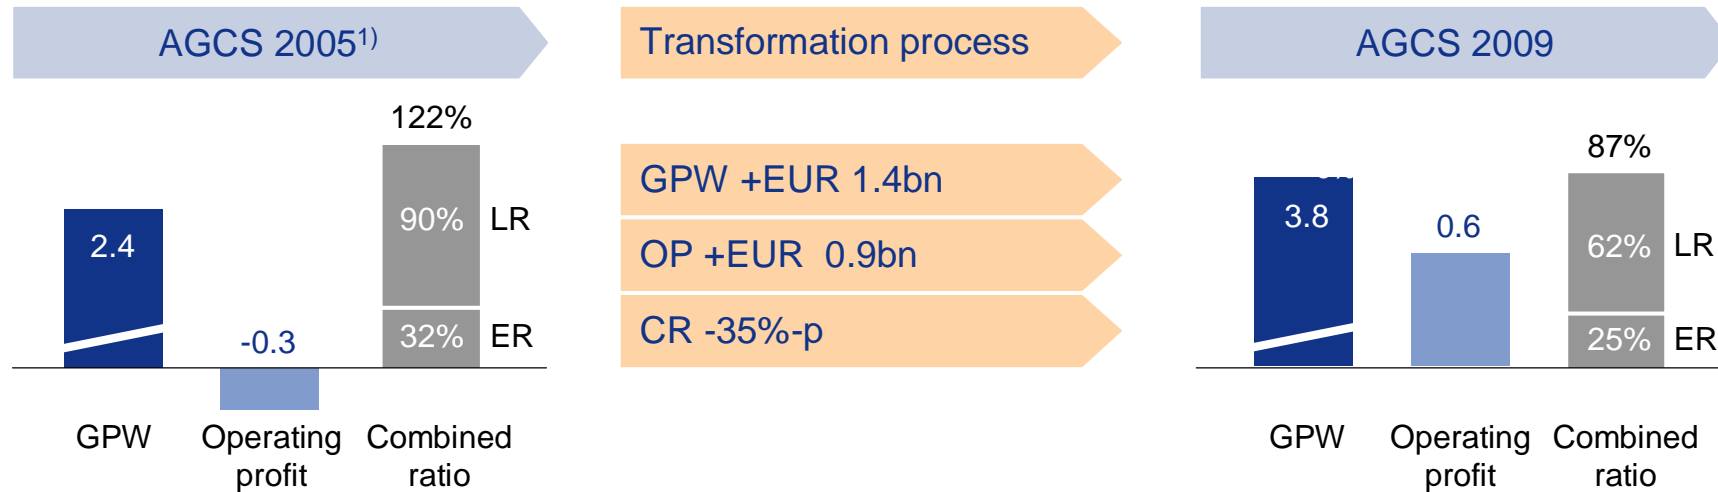 AGCS 2005¹⁾
122%
2.4
-0.3
90% LR
32% ER
GPW
Operating
profit
Combined
ratio
Transformation process
GPW +EUR 1.4bn
OP +EUR 0.9bn
CR -35%-p
AGCS 2009
87%
3.8
0.6
62% LR
25% ER
GPW
Operating
profit
Combined
ratio